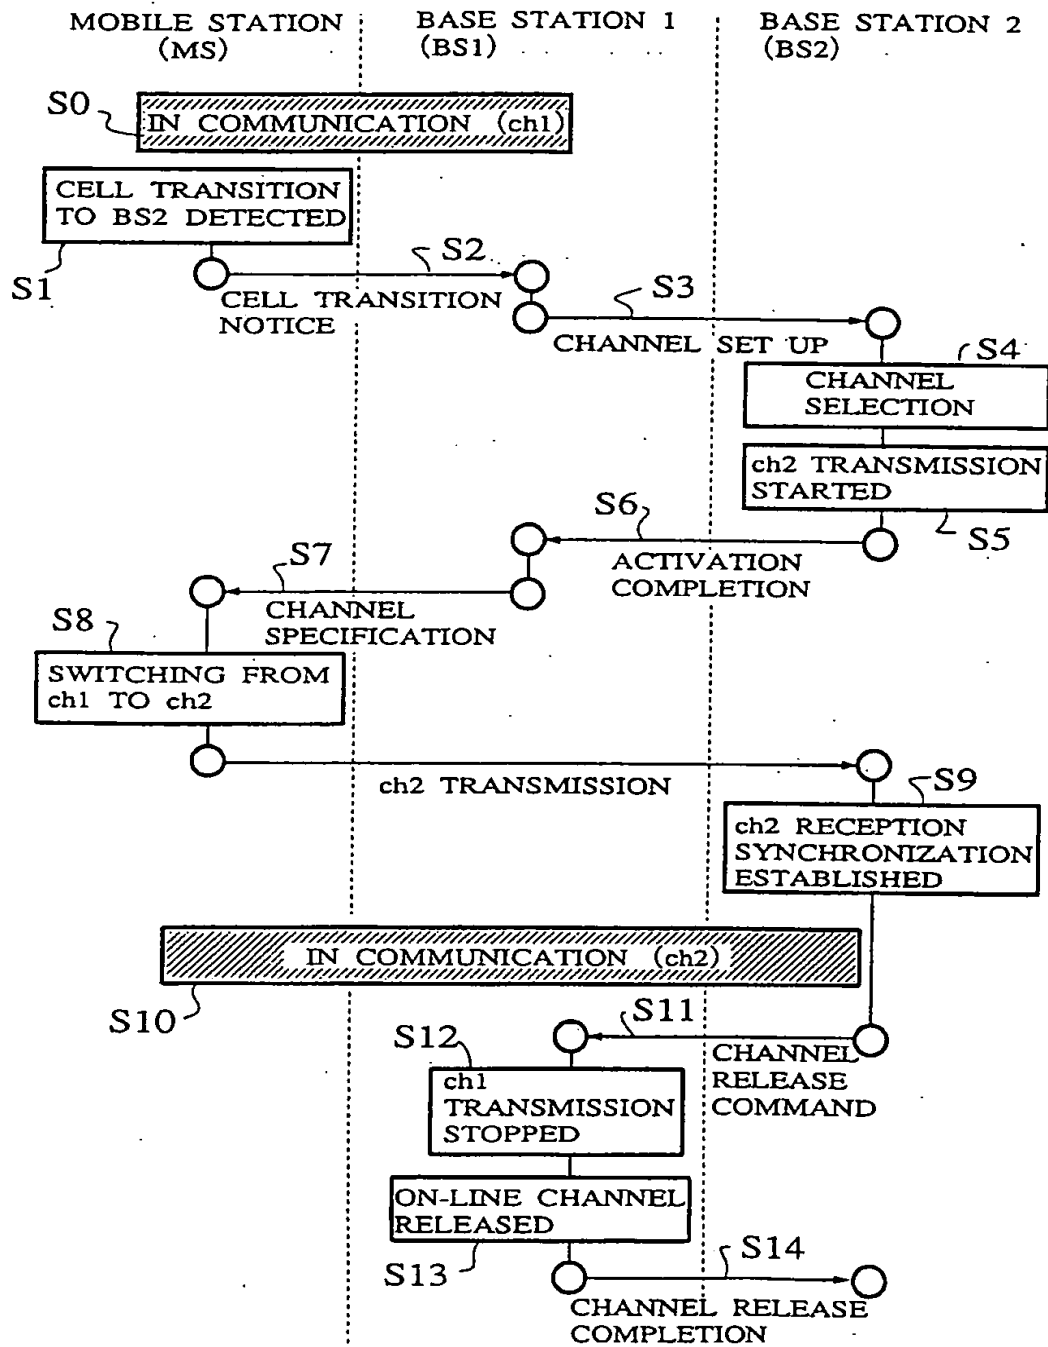 MOBILE STATION
(MS)
BASE STATION 1
(BS1)
BASE STATION 2
(BS2)
S0
IN COMMUNICATION (ch1)
CELL TRANSITION
TO BS2 DETECTED
S1
S2
CELL TRANSITION
NOTICE
S3
CHANNEL SET UP
S4
CHANNEL
SELECTION
ch2 TRANSMISSION
STARTED
S5
S6
ACTIVATION
COMPLETION
S7
CHANNEL
SPECIFICATION
S8
SWITCHING FROM
ch1 TO ch2
ch2 TRANSMISSION
S9
ch2 RECEPTION
SYNCHRONIZATION
ESTABLISHED
IN COMMUNICATION (ch2)
S10
S11
CHANNEL
RELEASE
COMMAND
S12
ch1
TRANSMISSION
STOPPED
ON-LINE CHANNEL
RELEASED
S13
S14
CHANNEL RELEASE
COMPLETION